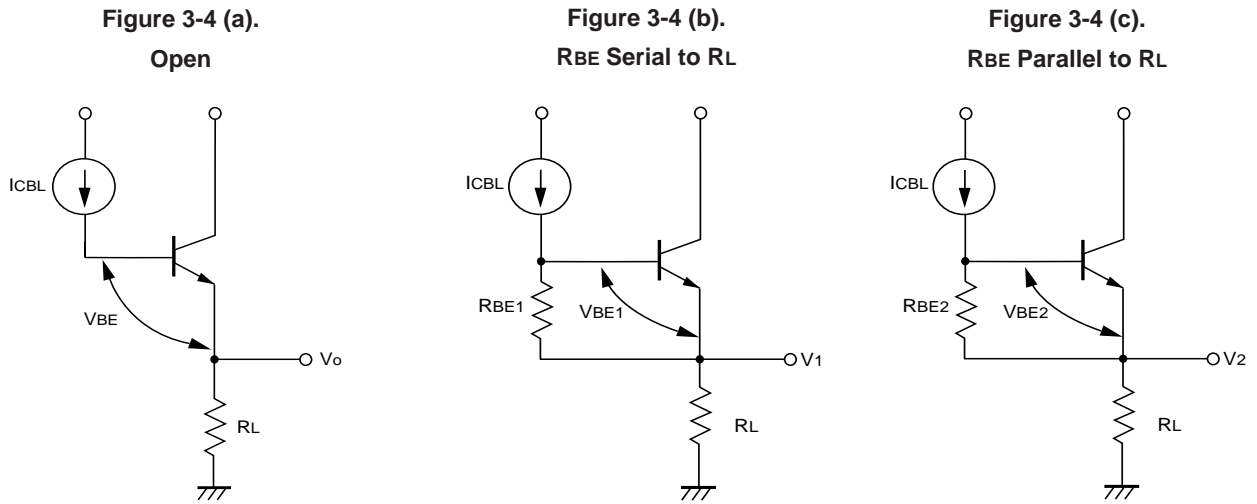 Figure 3-4 (a).
Open
ICBL
VBE
Vo
RL
Figure 3-4 (b).
RBE Serial to RL
ICBL
RBE1
VBE1
V1
RL
Figure 3-4 (c).
RBE Parallel to RL
ICBL
RBE2
VBE2
V2
RL